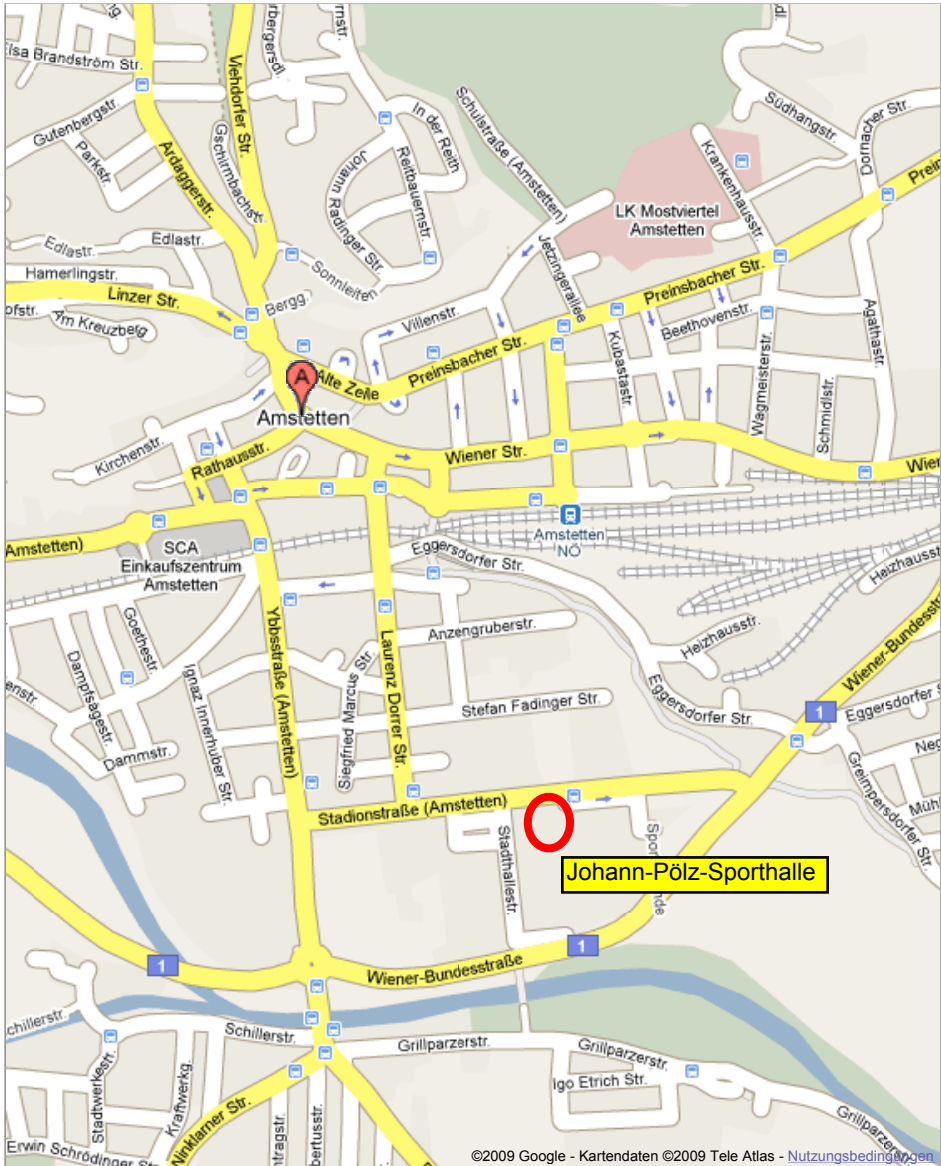 Isa Brandström Str.
Viehdorfer Str.
Gutenbergstr.
Parkstr.
Ardaggerstr.
Gschirmbachstr.
In der Reith
Reitbauernstr.
Johann Radinger Str.
Schulstraße (Amstetten)
Südhangstr.
Dornacher Str.
Krankenhausstr.
LK Mostviertel
Amstetten
Edlastr.
Edlastr.
Hamerlingstr.
Sonnleiten
Linzer Str.
Bergg.
Am Kreuzberg
Jetzingerallee
Preinsbacher Str.
Villenstr.
Beethovenstr.
Kubastastr.
Agathastr.
Preinsbacher Str.
Wagmeisterstr.
Schmidlstr.
A
Alte Zeile
Amstetten
Kirchenstr.
Rathausstr.
Wiener Str.
Amstetten)
SCA
Einkaufszentrum
Amstetten
Amstetten
NÖ
Eggersdorfer Str.
Heizhausstr.
Goethestr.
Dampfsägestr.
Ignaz Innerhuber Str.
Ybbsstraße (Amstetten)
Siegfried Marcus Str.
Laurenz Dorrer Str.
Anzengruberstr.
Heizhausstr.
Wiener-Bundesstr
Stefan Fadinger Str.
Eggersdorfer Str.
1
Eggersdorfer
Dammstr.
Greimpersdorfer Str.
Stadionstraße (Amstetten)
Stadthallestr.
Johann-Pölz-Sporthalle
1
1
Wiener-Bundesstraße
chillerstr.
Schillerstr.
Grillparzerstr.
Grillparzerstr.
Stadtwerkestr.
Kraftwerkg.
Igo Etrich Str.
Ninklarner Str.
Grillparzer
Erwin Schrödinger Str.
©2009 Google - Kartendaten ©2009 Tele Atlas - Nutzungsbedingungen